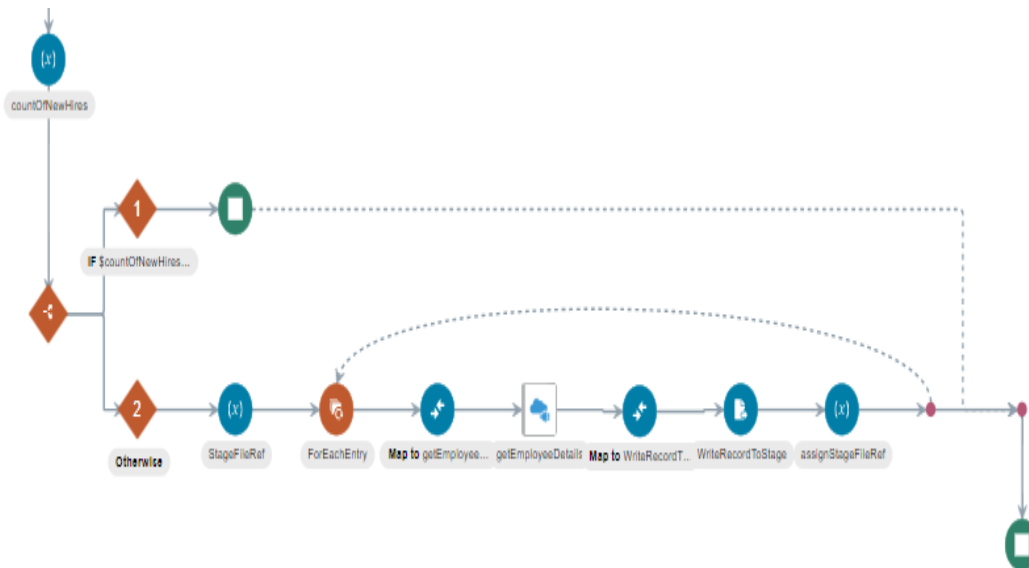 (x)
countOfNewHires
1
IF $countOfNewHires...
2
Otherwise
(x)
StageFileRef
ForEachEntry
Map to getEmployee...
getEmployeeDetails
Map to WriteRecordT...
WriteRecordToStage
(x)
assignStageFileRef